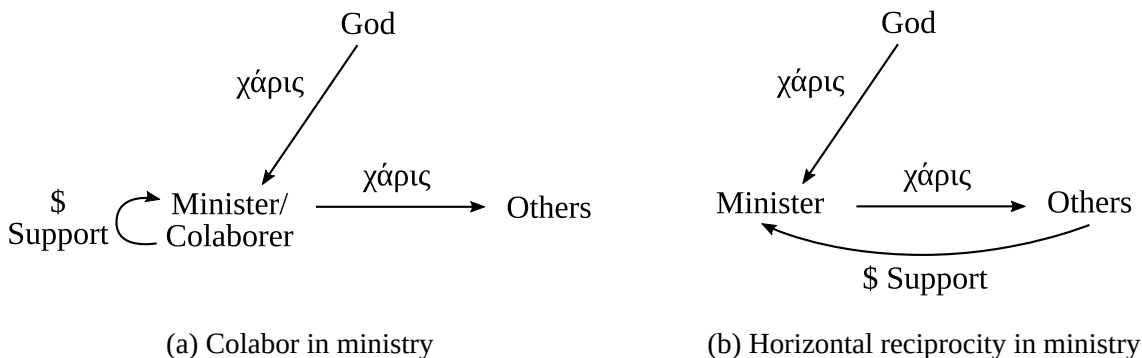 God
χάρις
$
Support
Minister/
Colaborer
χάρις
Others
(a) Colabor in ministry
God
χάρις
Minister
χάρις
Others
$ Support
(b) Horizontal reciprocity in ministry